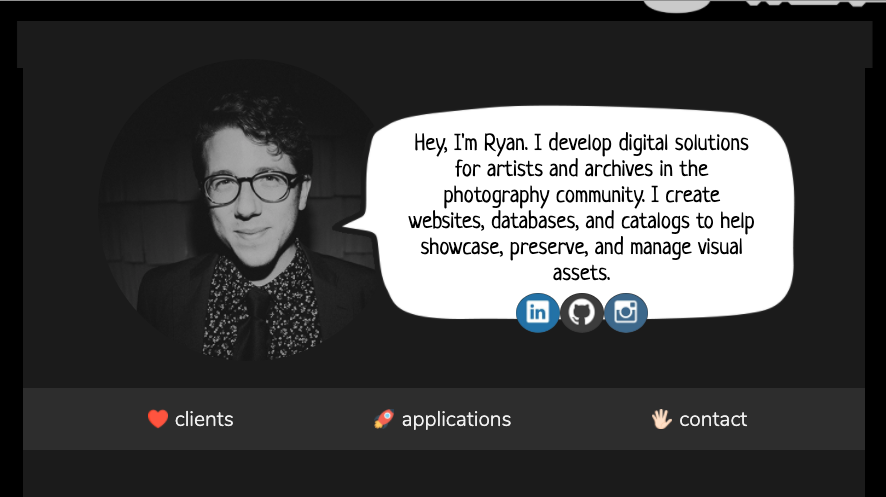 Hey, I'm Ryan. I develop digital solutions
for artists and archives in the
photography community. I create
websites, databases, and catalogs to help
showcase, preserve, and manage visual
assets.
in
clients
applications
contact